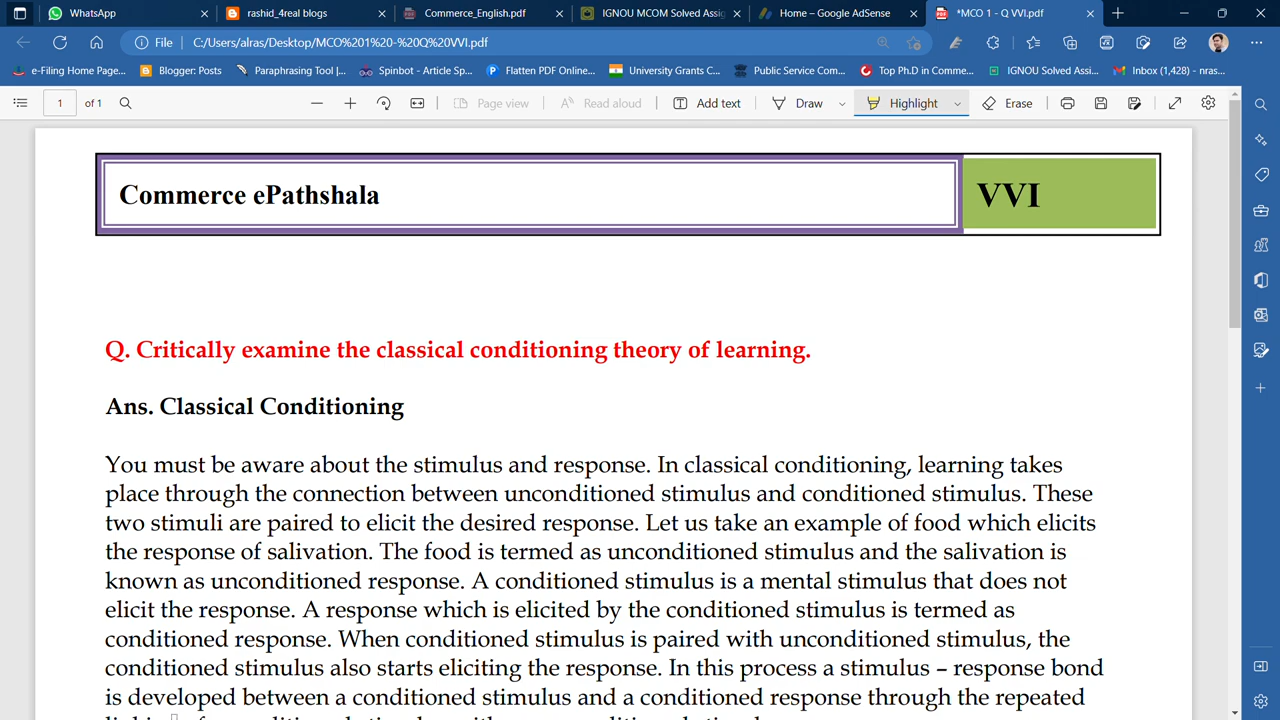 WhatsApp
rashid_4real blogs
Commerce_English.pdf
IGNOU MCOM Solved Assig
Home – Google AdSense
*MCO 1 - Q VVI.pdf
File
C:/Users/alras/Desktop/MCO%201%20-%20Q%20VVI.pdf
e-Filing Home Page...
Blogger: Posts
Paraphrasing Tool |...
Spinbot - Article Sp...
Flatten PDF Online...
University Grants C...
Public Service Com...
Top Ph.D in Comme...
IGNOU Solved Assi...
Inbox (1,428) - nras...
1 of 1
Page view
Read aloud
Add text
Draw
Highlight
Erase
Commerce ePathshala
VVI
Q. Critically examine the classical conditioning theory of learning.
Ans. Classical Conditioning
You must be aware about the stimulus and response. In classical conditioning, learning takes
place through the connection between unconditioned stimulus and conditioned stimulus. These
two stimuli are paired to elicit the desired response. Let us take an example of food which elicits
the response of salivation. The food is termed as unconditioned stimulus and the salivation is
known as unconditioned response. A conditioned stimulus is a mental stimulus that does not
elicit the response. A response which is elicited by the conditioned stimulus is termed as
conditioned response. When conditioned stimulus is paired with unconditioned stimulus, the
conditioned stimulus also starts eliciting the response. In this process a stimulus – response bond
is developed between a conditioned stimulus and a conditioned response through the repeated